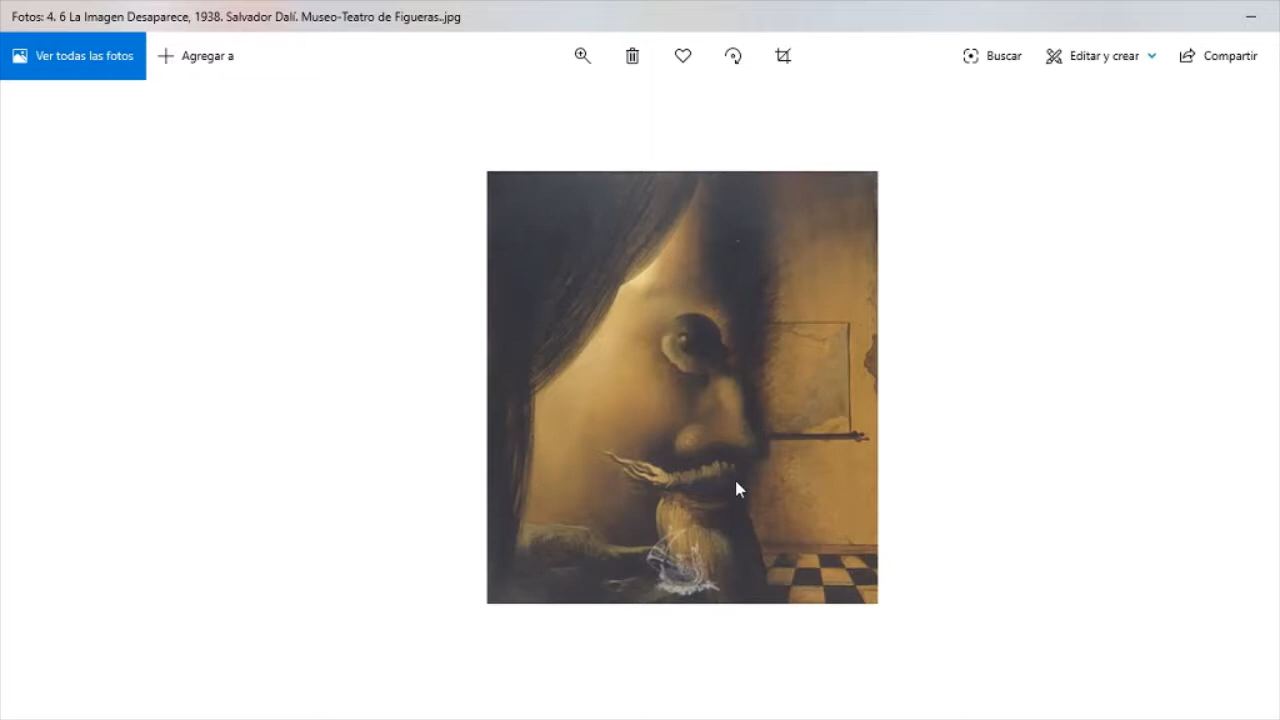 Fotos: 4. 6 La Imagen Desaparece, 1938. Salvador Dalí. Museo-Teatro de Figueras..jpg
Ver todas las fotos Agregar a Buscar Editar y crear Compartir